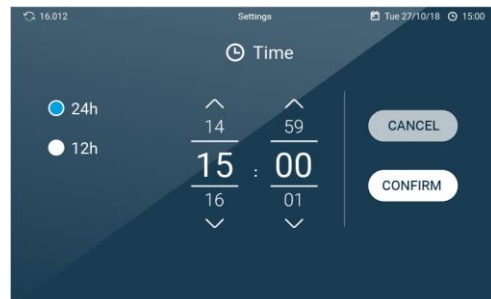 16.012 Settings Tue 27/10/18 15:00
Time
24h
12h
14 59
15 : 00
16 01
CANCEL
CONFIRM